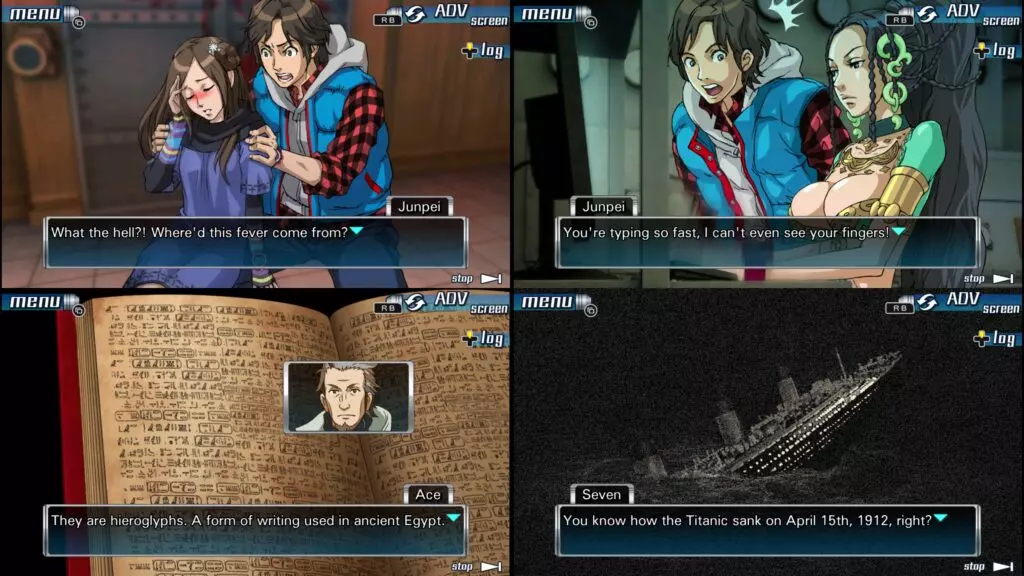 menu
RB
ADV
screen
log
Junpei
What the hell?! Where'd this fever come from?
stop
menu
RB
ADV
screen
log
Junpei
You're typing so fast, I can't even see your fingers!
stop
menu
RB
ADV
screen
log
Ace
They are hieroglyphs. A form of writing used in ancient Egypt.
stop
menu
RB
ADV
screen
log
Seven
You know how the Titanic sank on April 15th, 1912, right?
stop